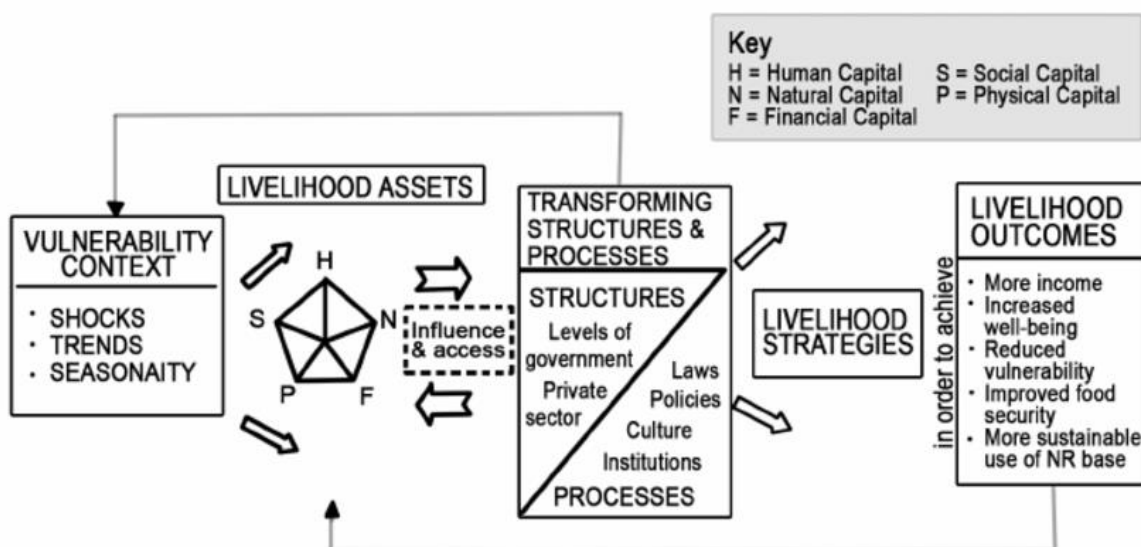 Key
H = Human Capital
S = Social Capital
N = Natural Capital
P = Physical Capital
F = Financial Capital
LIVELIHOOD ASSETS
VULNERABILITY
CONTEXT
· SHOCKS
· TRENDS
· SEASONAITY
H
S
N
P
F
Influence
& access
TRANSFORMING
STRUCTURES &
PROCESSES
STRUCTURES
Levels of
government
Private
sector
Laws
Policies
Culture
Institutions
PROCESSES
LIVELIHOOD
STRATEGIES
in order to achieve
LIVELIHOOD
OUTCOMES
· More income
· Increased
well-being
· Reduced
vulnerability
· Improved food
security
· More sustainable
use of NR base